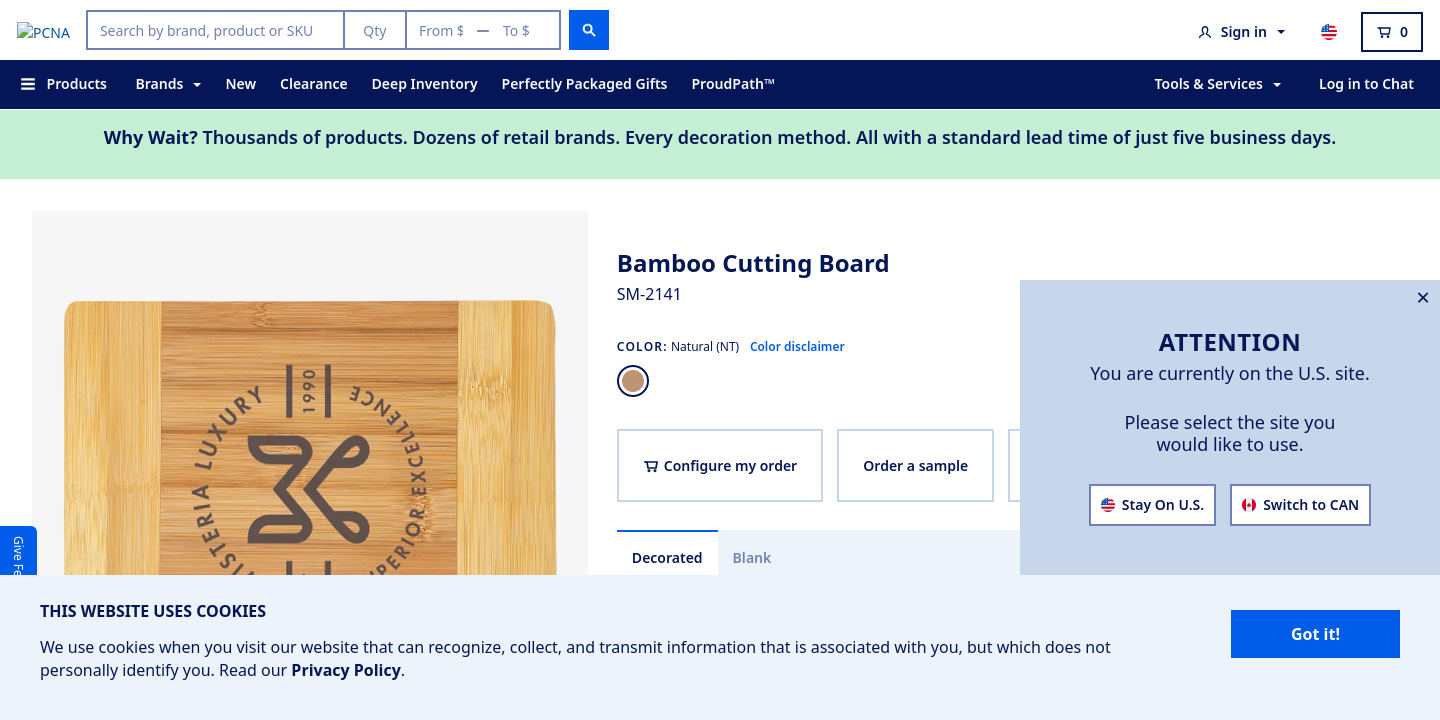 PCNA
Search by brand, product or SKU
Qty
From $ — To $
Sign in
0
Products
Brands
New
Clearance
Deep Inventory
Perfectly Packaged Gifts
ProudPath™
Tools & Services
Log in to Chat
Why Wait? Thousands of products. Dozens of retail brands. Every decoration method. All with a standard lead time of just five business days.
1990
WISTERIA LUXURY
SUPERIOR EXCELLENCE
Bamboo Cutting Board
SM-2141
COLOR: Natural (NT) Color disclaimer
Configure my order
Order a sample
Decorated
Blank
ATTENTION
You are currently on the U.S. site.
Please select the site you
would like to use.
Stay On U.S.
Switch to CAN
Give Fe
THIS WEBSITE USES COOKIES
We use cookies when you visit our website that can recognize, collect, and transmit information that is associated with you, but which does not
personally identify you. Read our Privacy Policy.
Got it!